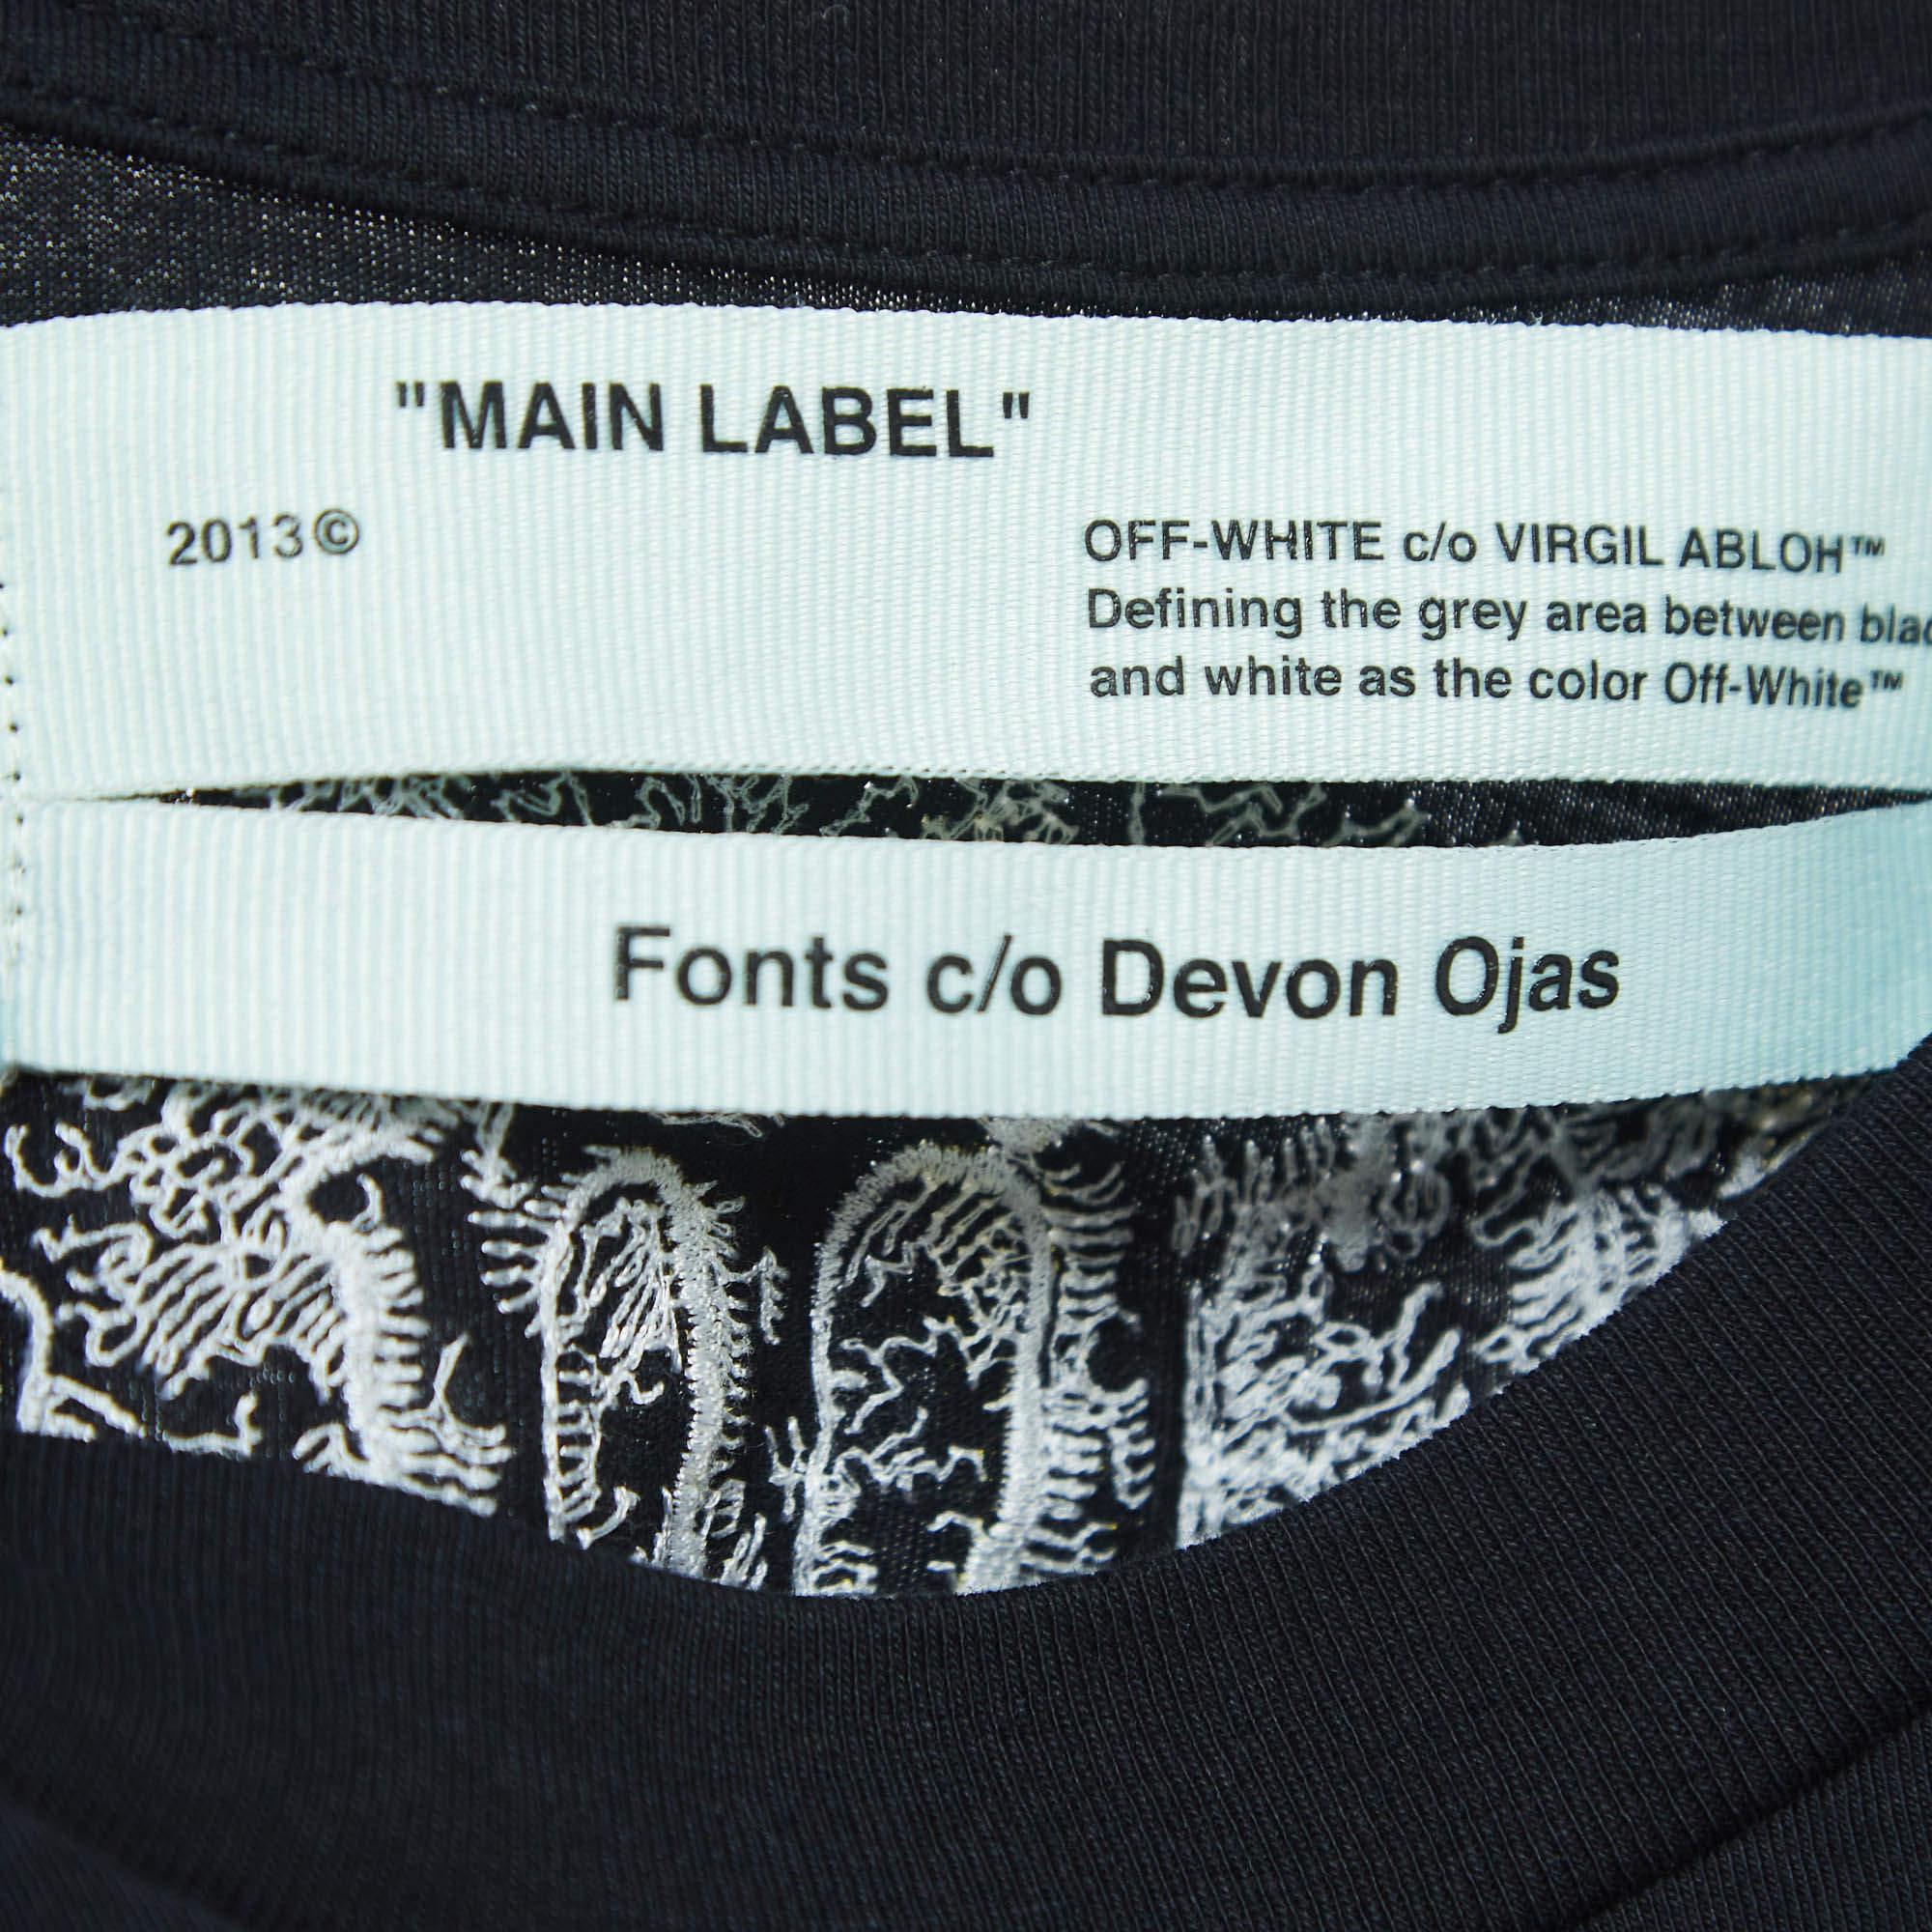 "MAIN LABEL"
2013©
OFF-WHITE c/o VIRGIL ABLOH™
Defining the grey area between blac
and white as the color Off-White™
Fonts c/o Devon Ojas